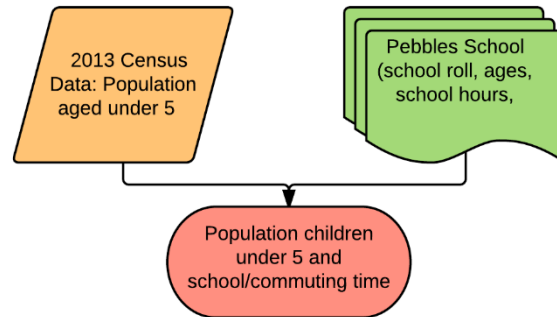 2013 Census
Data: Population
aged under 5
Pebbles School
(school roll, ages,
school hours,
Population children
under 5 and
school/commuting time